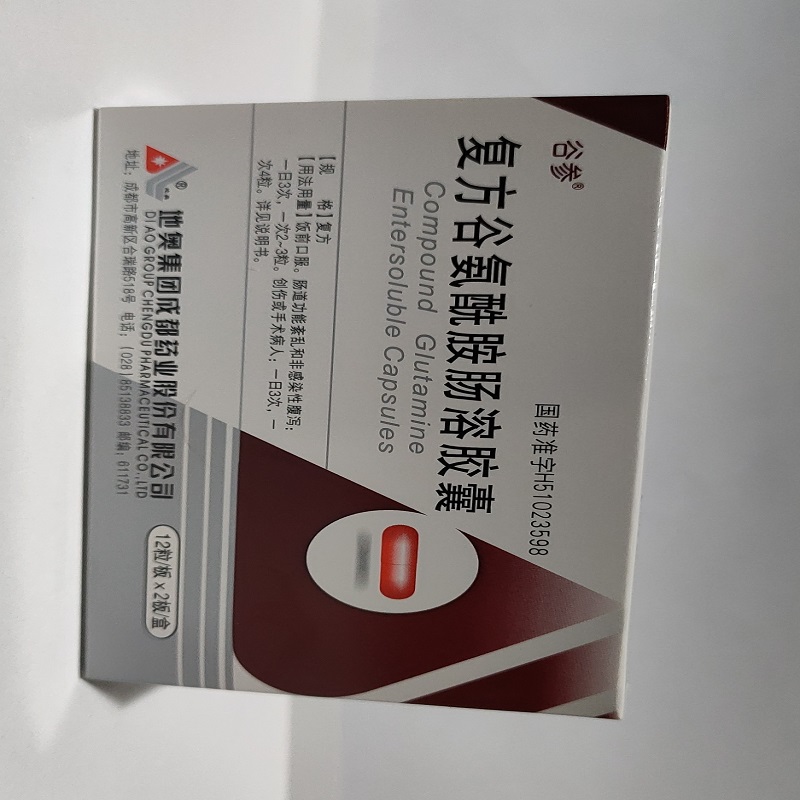 谷参®
国药准字H51023598
复方谷氨酰胺肠溶胶囊
Compound Glutamine
Entersoluble Capsules
【规 格】复方
【用法用量】饭前口服。肠道功能紊乱和非感染性腹泻：
一日3次，一次2~3粒。创伤或手术病人：一日3次，一
次4粒。详见说明书。
地奥集团成都药业股份有限公司
DI AO GROUP CHENGDU PHARMACEUTICAL CO.,LTD
地址：成都市高新区合瑞路518号 电话：(028)85138833 邮编：611731
12粒/板×2板/盒